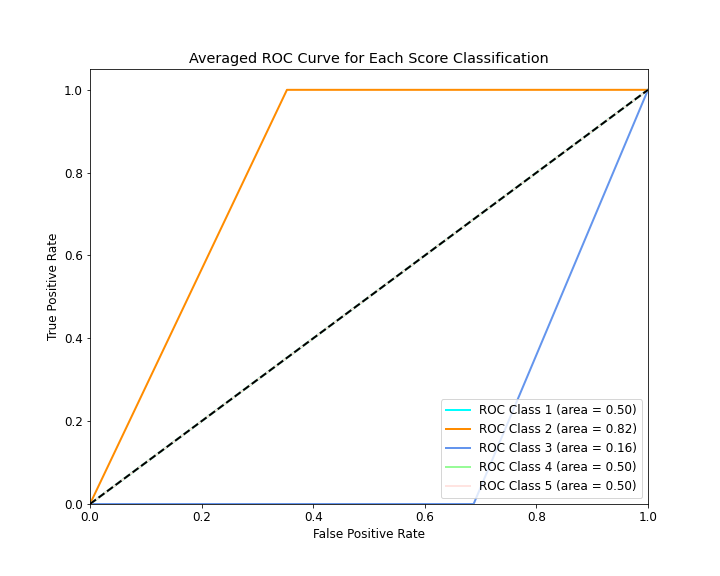 Averaged ROC Curve for Each Score Classification
True Positive Rate
1.0
0.8
0.6
0.4
0.2
0.0
ROC Class 1 (area = 0.50)
ROC Class 2 (area = 0.82)
ROC Class 3 (area = 0.16)
ROC Class 4 (area = 0.50)
ROC Class 5 (area = 0.50)
0.0 0.2 0.4 0.6 0.8 1.0
False Positive Rate